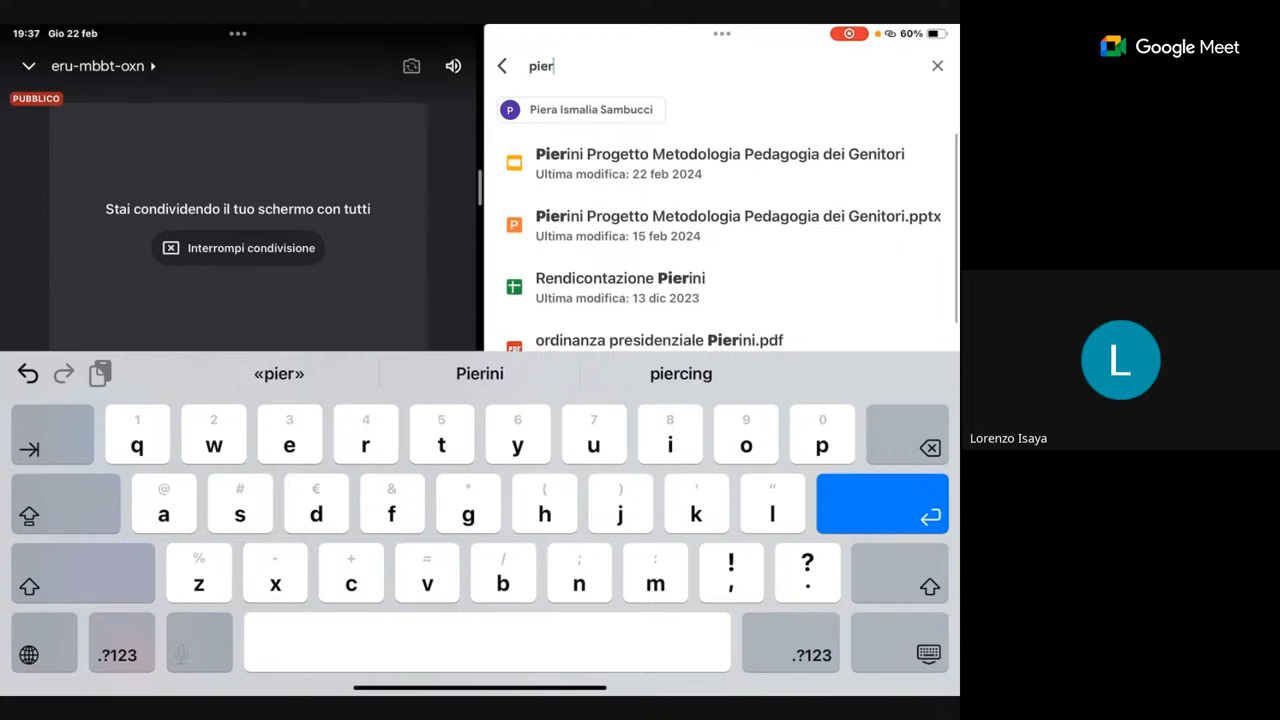 19:37 Gio 22 feb
60%
eru-mbbt-oxn
PUBBLICO
Stai condividendo il tuo schermo con tutti
Interrompi condivisione
pier
P Piera Ismalia Sambucci
Pierini Progetto Metodologia Pedagogia dei Genitori
Ultima modifica: 22 feb 2024
P
Pierini Progetto Metodologia Pedagogia dei Genitori.pptx
Ultima modifica: 15 feb 2024
Rendicontazione Pierini
Ultima modifica: 13 dic 2023
PDF
ordinanza presidenziale Pierini.pdf
«pier» Pierini piercing
1 2 3 4 5 6 7 8 9 0
q w e r t y u i o p
@ # € & * ( ) ' "
a s d f g h j k l
% - + = / ; : ! ?
z x c v b n m , .
.?123 .?123
Google Meet
L
Lorenzo Isaya